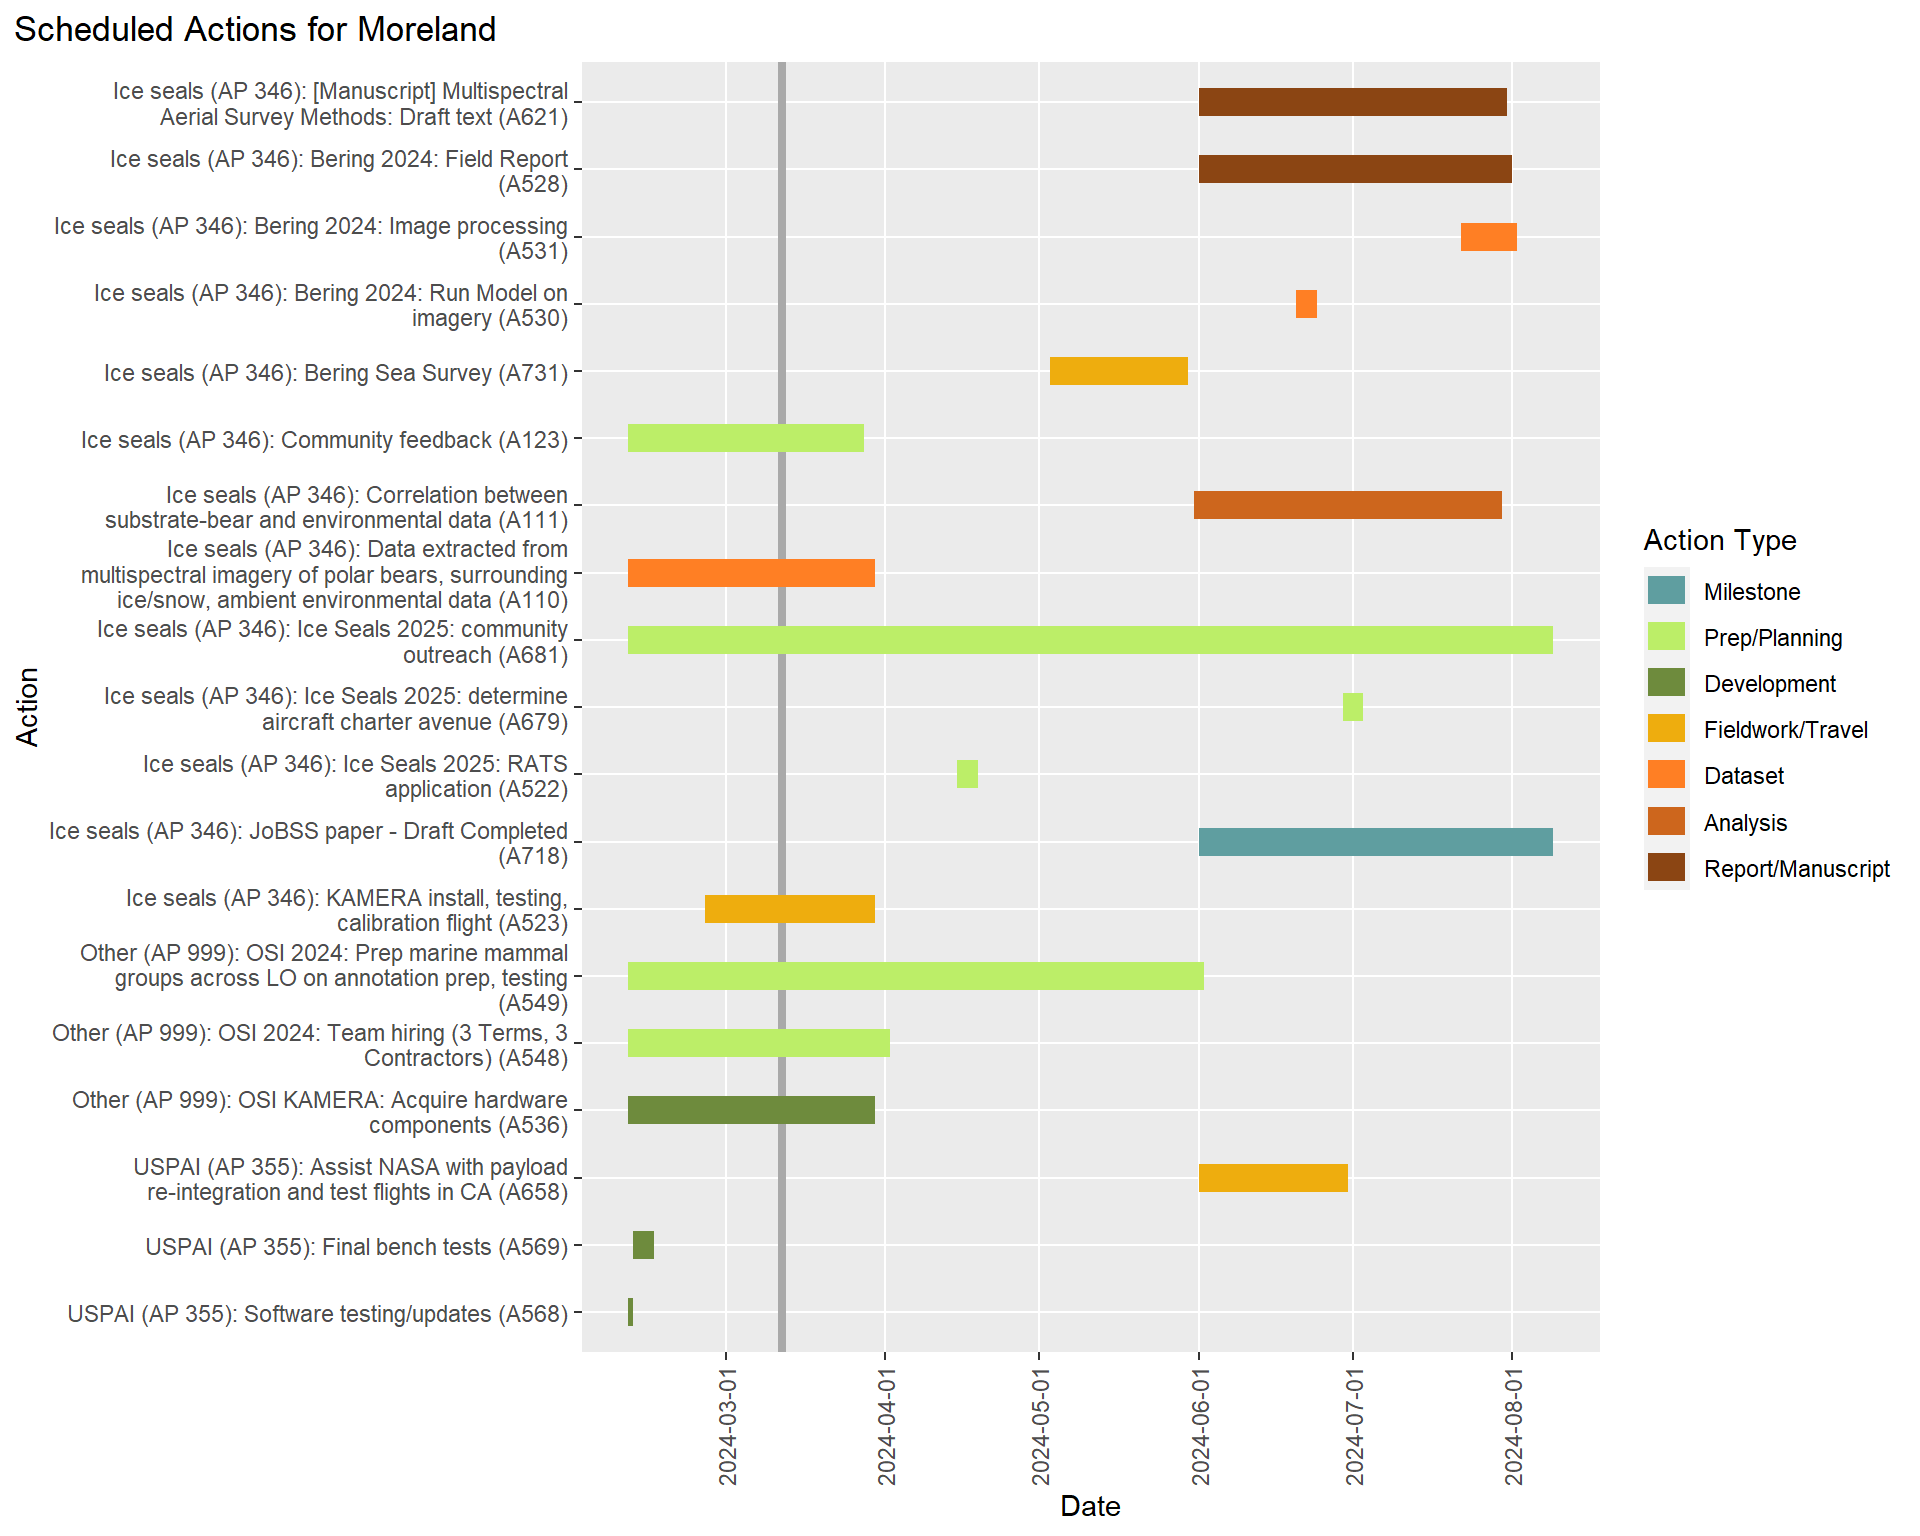 Scheduled Actions for Moreland
Ice seals (AP 346): [Manuscript] Multispectral
Aerial Survey Methods: Draft text (A621)
Ice seals (AP 346): Bering 2024: Field Report
(A528)
Ice seals (AP 346): Bering 2024: Image processing
(A531)
Ice seals (AP 346): Bering 2024: Run Model on
imagery (A530)
Ice seals (AP 346): Bering Sea Survey (A731)
Ice seals (AP 346): Community feedback (A123)
Ice seals (AP 346): Correlation between
substrate-bear and environmental data (A111)
Ice seals (AP 346): Data extracted from
multispectral imagery of polar bears, surrounding
ice/snow, ambient environmental data (A110)
Ice seals (AP 346): Ice Seals 2025: community
outreach (A681)
Ice seals (AP 346): Ice Seals 2025: determine
aircraft charter avenue (A679)
Ice seals (AP 346): Ice Seals 2025: RATS
application (A522)
Ice seals (AP 346): JoBSS paper - Draft Completed
(A718)
Ice seals (AP 346): KAMERA install, testing,
calibration flight (A523)
Other (AP 999): OSI 2024: Prep marine mammal
groups across LO on annotation prep, testing
(A549)
Other (AP 999): OSI 2024: Team hiring (3 Terms, 3
Contractors) (A548)
Other (AP 999): OSI KAMERA: Acquire hardware
components (A536)
USPAI (AP 355): Assist NASA with payload
re-integration and test flights in CA (A658)
USPAI (AP 355): Final bench tests (A569)
USPAI (AP 355): Software testing/updates (A568)
Action
2024-03-01
2024-04-01
2024-05-01
2024-06-01
2024-07-01
2024-08-01
Date
Action Type
Milestone
Prep/Planning
Development
Fieldwork/Travel
Dataset
Analysis
Report/Manuscript